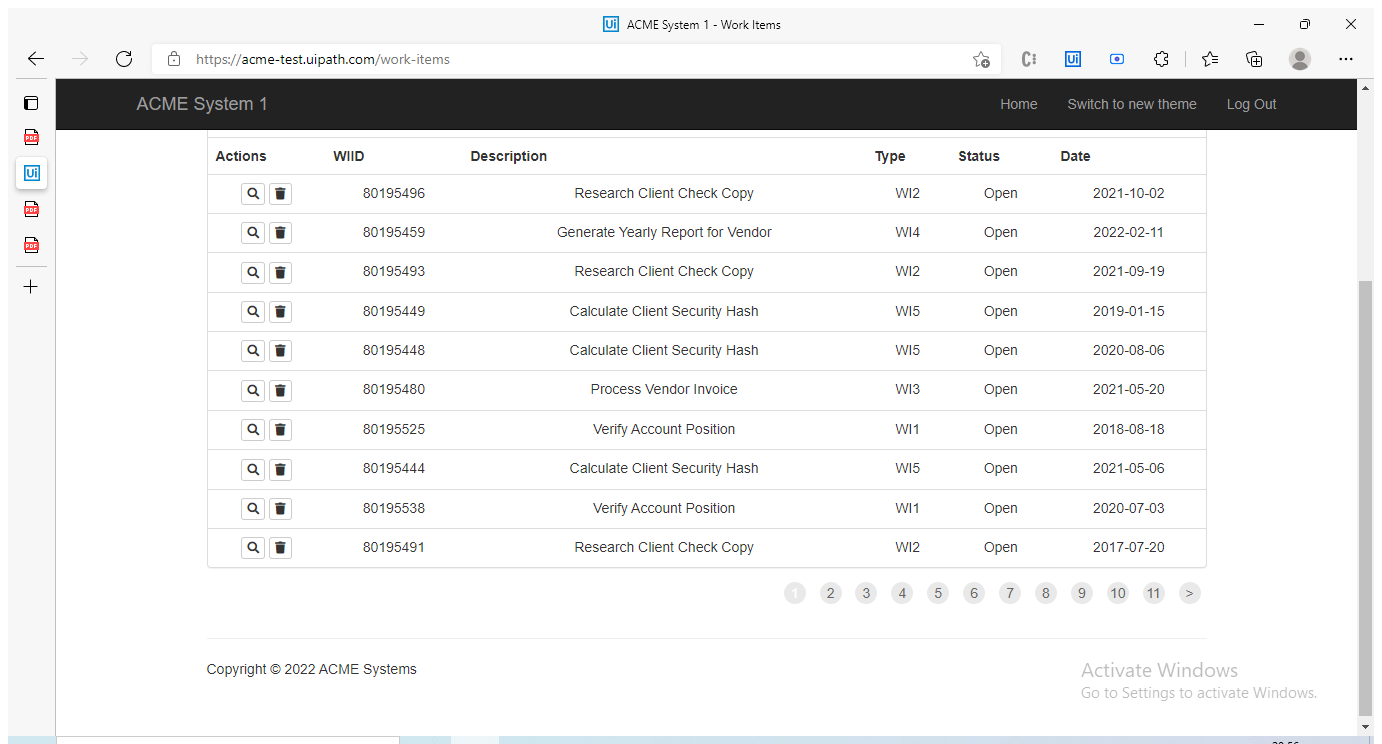 Ui ACME System 1 - Work Items
https://acme-test.uipath.com/work-items
Ui
ACME System 1 Home Switch to new theme Log Out
PDF
Ui
PDF
PDF
Actions WIID Description Type Status Date
80195496 Research Client Check Copy WI2 Open 2021-10-02
80195459 Generate Yearly Report for Vendor WI4 Open 2022-02-11
80195493 Research Client Check Copy WI2 Open 2021-09-19
80195449 Calculate Client Security Hash WI5 Open 2019-01-15
80195448 Calculate Client Security Hash WI5 Open 2020-08-06
80195480 Process Vendor Invoice WI3 Open 2021-05-20
80195525 Verify Account Position WI1 Open 2018-08-18
80195444 Calculate Client Security Hash WI5 Open 2021-05-06
80195538 Verify Account Position WI1 Open 2020-07-03
80195491 Research Client Check Copy WI2 Open 2017-07-20
1 2 3 4 5 6 7 8 9 10 11 >
Copyright © 2022 ACME Systems
Activate Windows
Go to Settings to activate Windows.